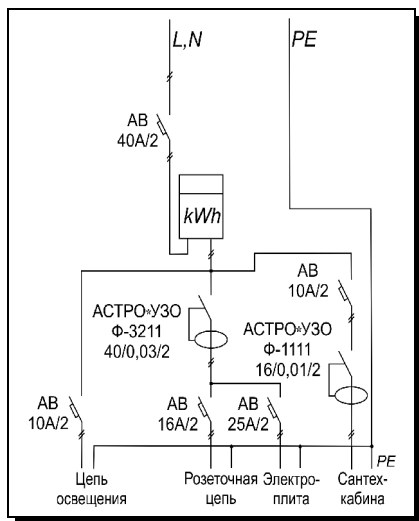 L,N
PE
АВ
40А/2
kWh
АВ
10А/2
АСТРО*УЗО
Ф-3211
40/0,03/2
АСТРО*УЗО
Ф-1111
16/0,01/2
АВ
10А/2
АВ
16А/2
АВ
25А/2
PE
Цепь
освещения
Розеточная
цепь
Электро-
плита
Сантех-
кабина